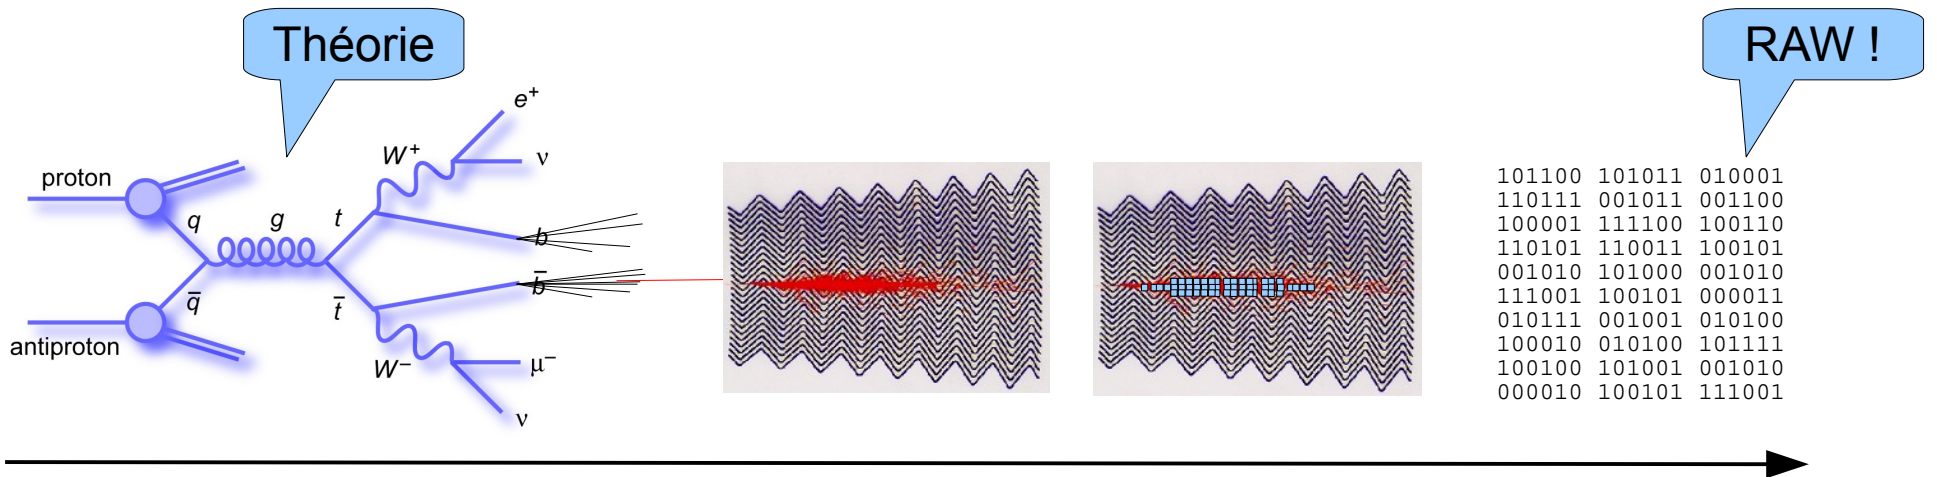 Théorie
RAW !
e⁺
W⁺
ν
proton
q
g
t
b
q̅
t̅
b̅
antiproton
W⁻
μ⁻
ν
101100 101011 010001
110111 001011 001100
100001 111100 100110
110101 110011 100101
001010 101000 001010
111001 100101 000011
010111 001001 010100
100010 010100 101111
100100 101001 001010
000010 100101 111001